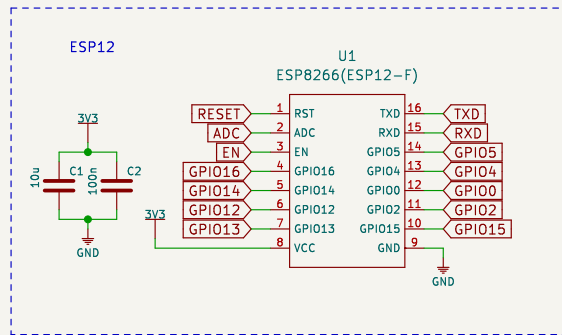 ESP12
U1
ESP8266(ESP12-F)
RESET 1 RST TXD 16 TXD
ADC 2 ADC RXD 15 RXD
EN 3 EN GPIO5 14 GPIO5
GPIO16 4 GPIO16 GPIO4 13 GPIO4
GPIO14 5 GPIO14 GPIO0 12 GPIO0
GPIO12 6 GPIO12 GPIO2 11 GPIO2
GPIO13 7 GPIO13 GPIO15 10 GPIO15
3V3 8 VCC GND 9
GND
3V3
10u C1 100n C2
GND